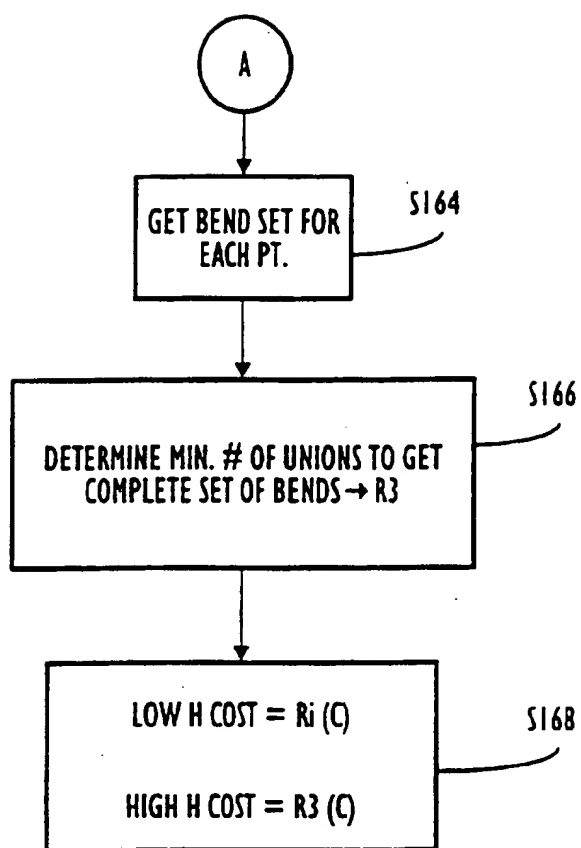 A
S164
GET BEND SET FOR
EACH PT.
S166
DETERMINE MIN. # OF UNIONS TO GET
COMPLETE SET OF BENDS → R3
LOW H COST = Ri (C)
S168
HIGH H COST = R3 (C)